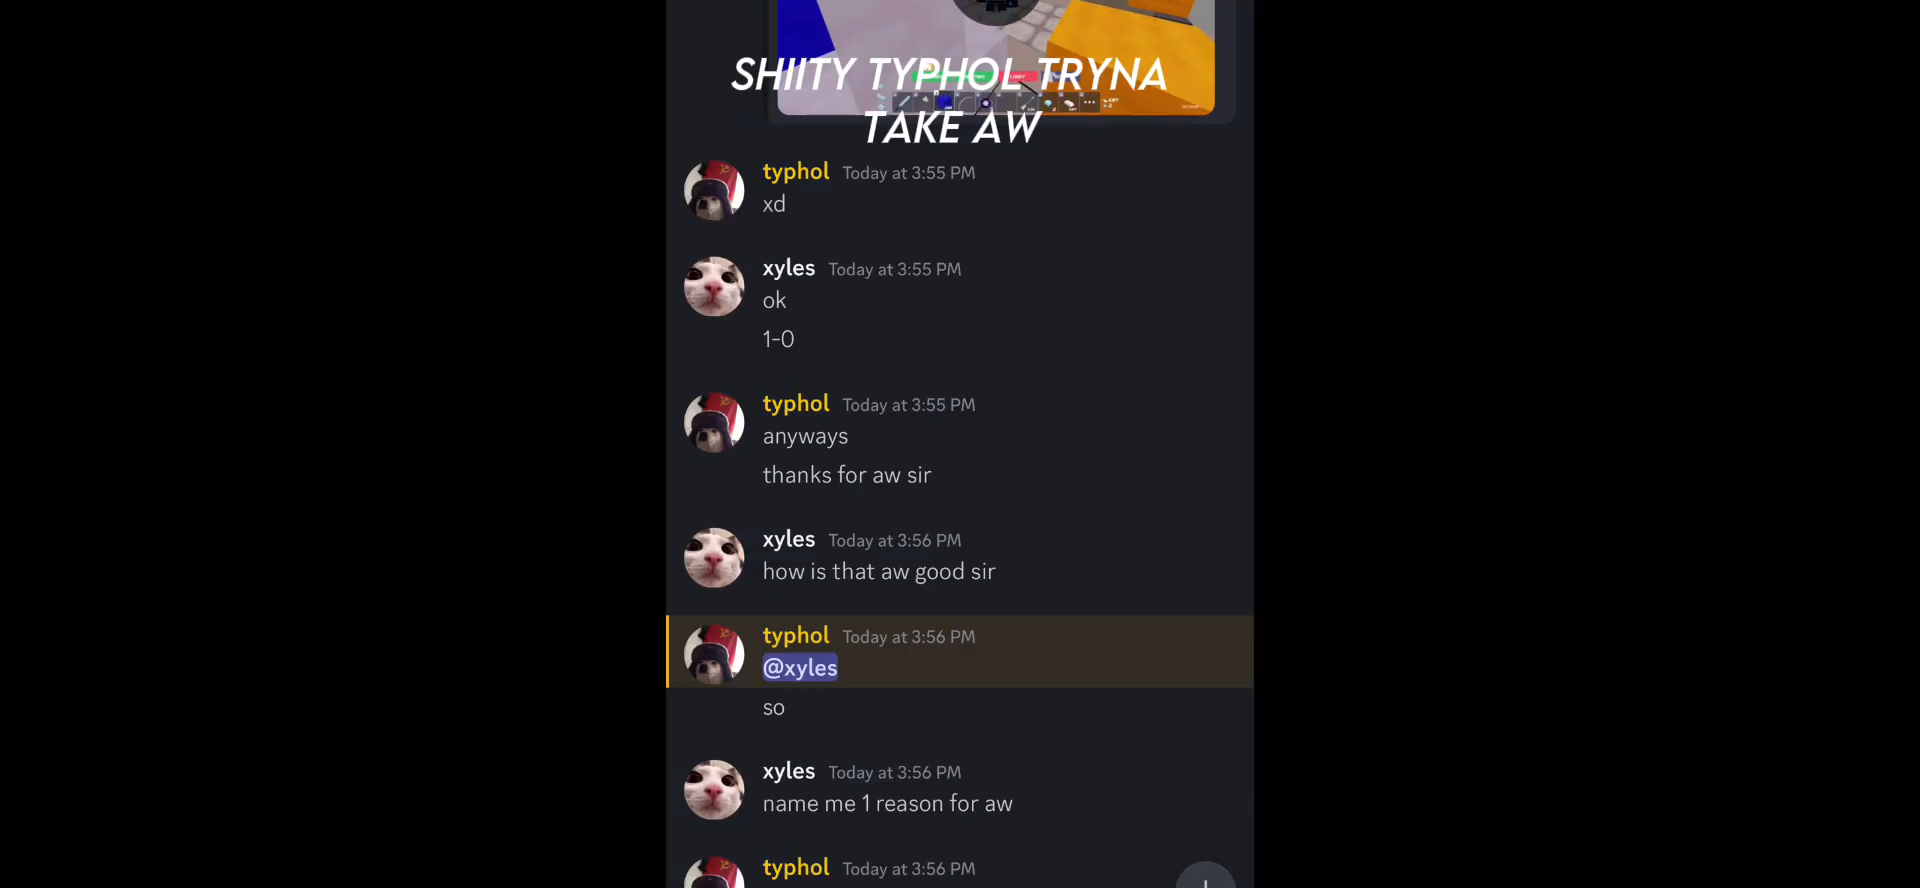 SHIITY TYPHOL TRYNA
TAKE AW
typhol Today at 3:55 PM
xd
xyles Today at 3:55 PM
ok
1-0
typhol Today at 3:55 PM
anyways
thanks for aw sir
xyles Today at 3:56 PM
how is that aw good sir
typhol Today at 3:56 PM
@xyles
so
xyles Today at 3:56 PM
name me 1 reason for aw
typhol Today at 3:56 PM